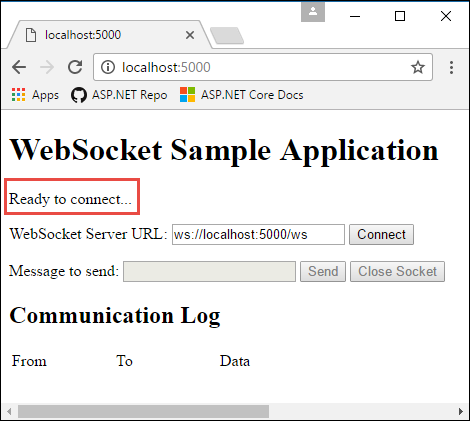 localhost:5000
localhost:5000
Apps ASP.NET Repo ASP.NET Core Docs
WebSocket Sample Application
Ready to connect...
WebSocket Server URL: ws://localhost:5000/ws Connect
Message to send: Send Close Socket
Communication Log
From To Data